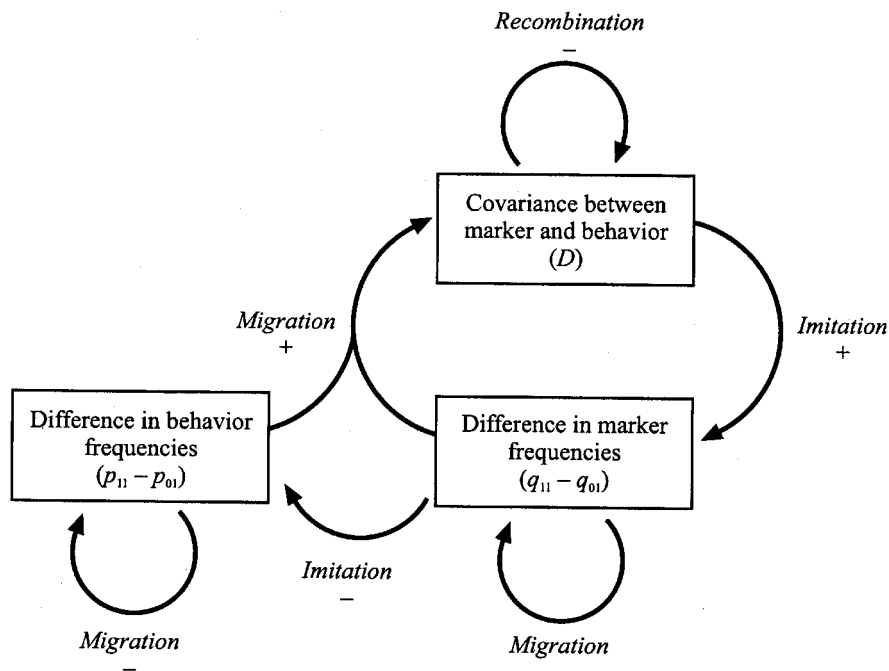 Recombination
–
Covariance between
marker and behavior
(D)
Migration
+
Imitation
+
Difference in behavior
frequencies
(p₁₁ – p₀₁)
Difference in marker
frequencies
(q₁₁ – q₀₁)
Imitation
–
Migration
–
Migration